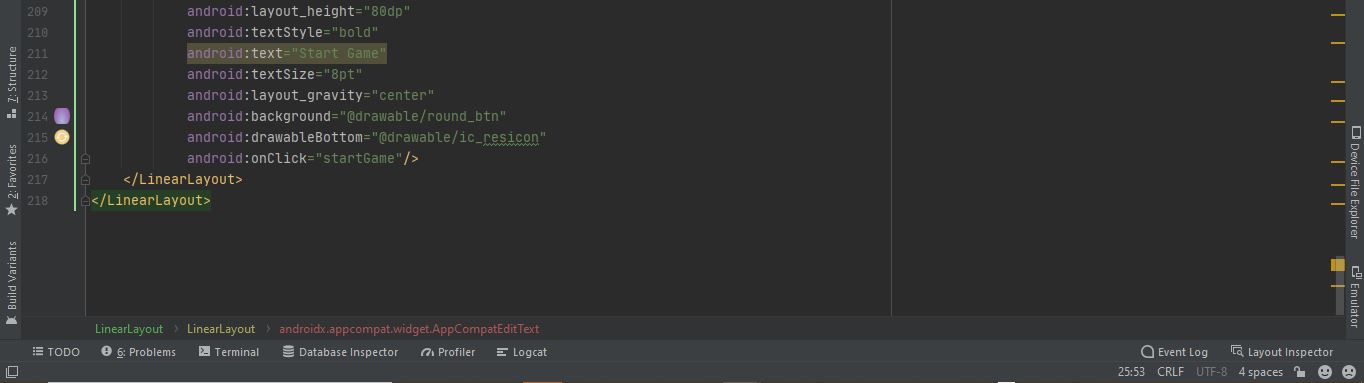 209 android:layout_height="80dp"
210 android:textStyle="bold"
211 android:text="Start Game"
212 android:textSize="8pt"
213 android:layout_gravity="center"
214 android:background="@drawable/round_btn"
215 android:drawableBottom="@drawable/ic_resicon"
216 android:onClick="startGame"/>
217 </LinearLayout>
218 </LinearLayout>
7: Structure
2: Favorites
Build Variants
Device File Explorer
Emulator
LinearLayout › LinearLayout › androidx.appcompat.widget.AppCompatEditText
TODO 6: Problems Terminal Database Inspector Profiler Logcat Event Log Layout Inspector
25:53 CRLF UTF-8 4 spaces